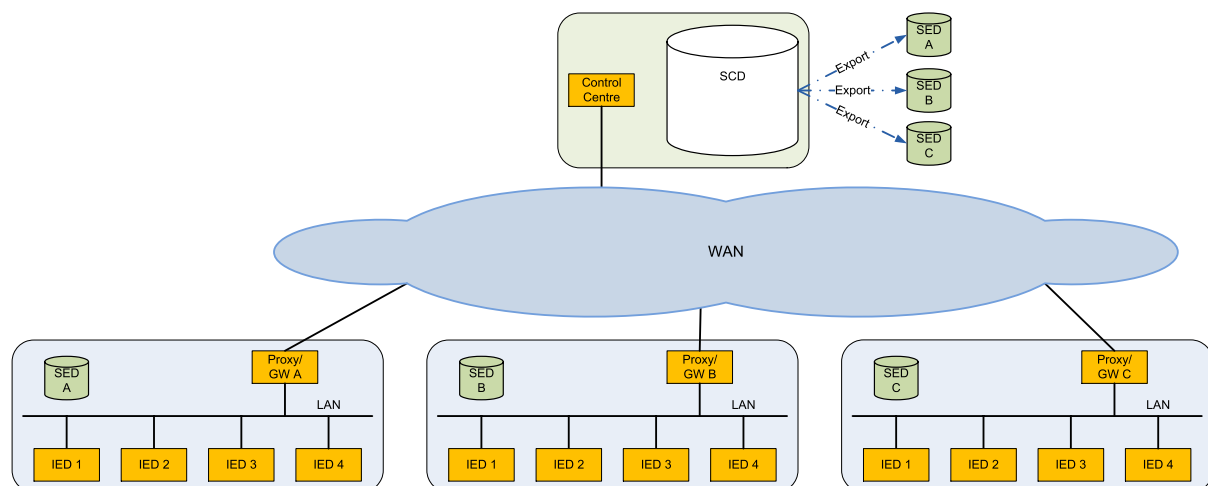 SED
A
Export
SCD
Control
Centre
Export
SED
B
Export
SED
C
WAN
SED
A
Proxy/
GW A
LAN
IED 1
IED 2
IED 3
IED 4
SED
B
Proxy/
GW B
LAN
IED 1
IED 2
IED 3
IED 4
SED
C
Proxy/
GW C
LAN
IED 1
IED 2
IED 3
IED 4